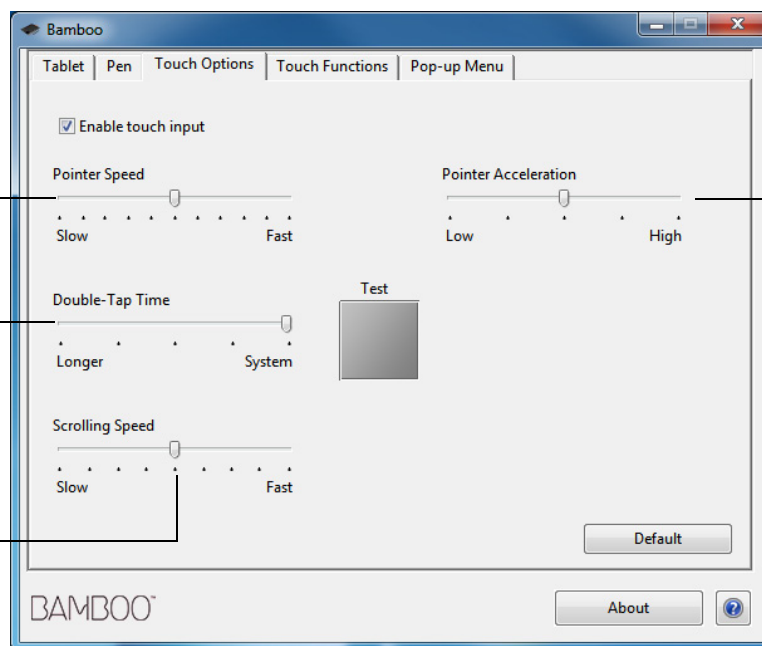 Bamboo
Tablet Pen Touch Options Touch Functions Pop-up Menu
Enable touch input
Pointer Speed Pointer Acceleration
Slow Fast Low High
Double-Tap Time Test
Longer System
Scrolling Speed
Slow Fast
Default
BAMBOO™ About ?